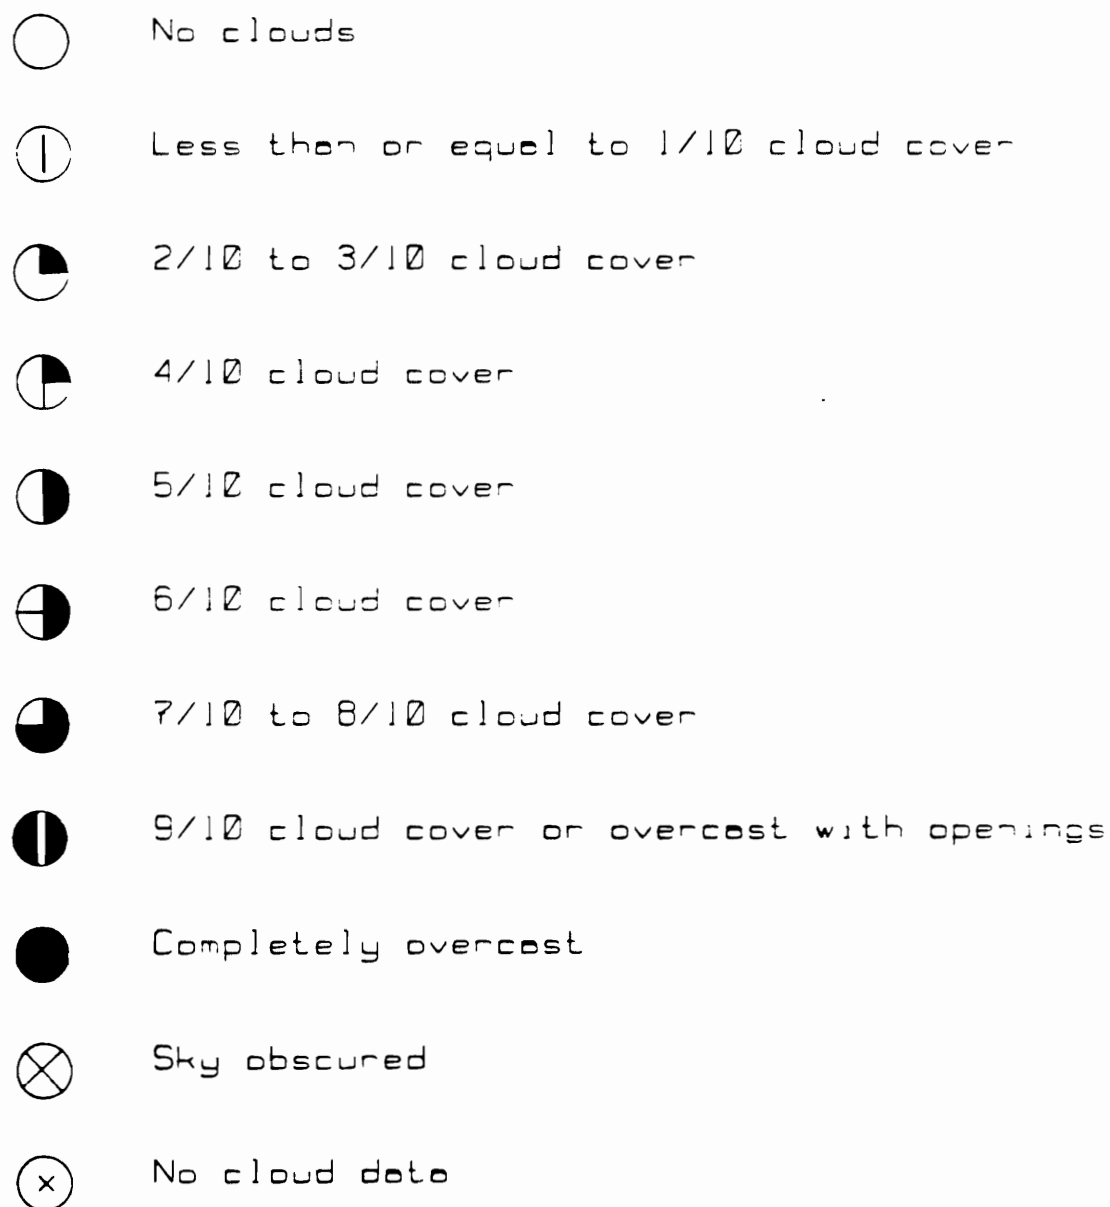 No clouds
Less than or equal to 1/10 cloud cover
2/10 to 3/10 cloud cover
4/10 cloud cover
5/10 cloud cover
6/10 cloud cover
7/10 to 8/10 cloud cover
9/10 cloud cover or overcast with openings
Completely overcast
Sky obscured
No cloud data